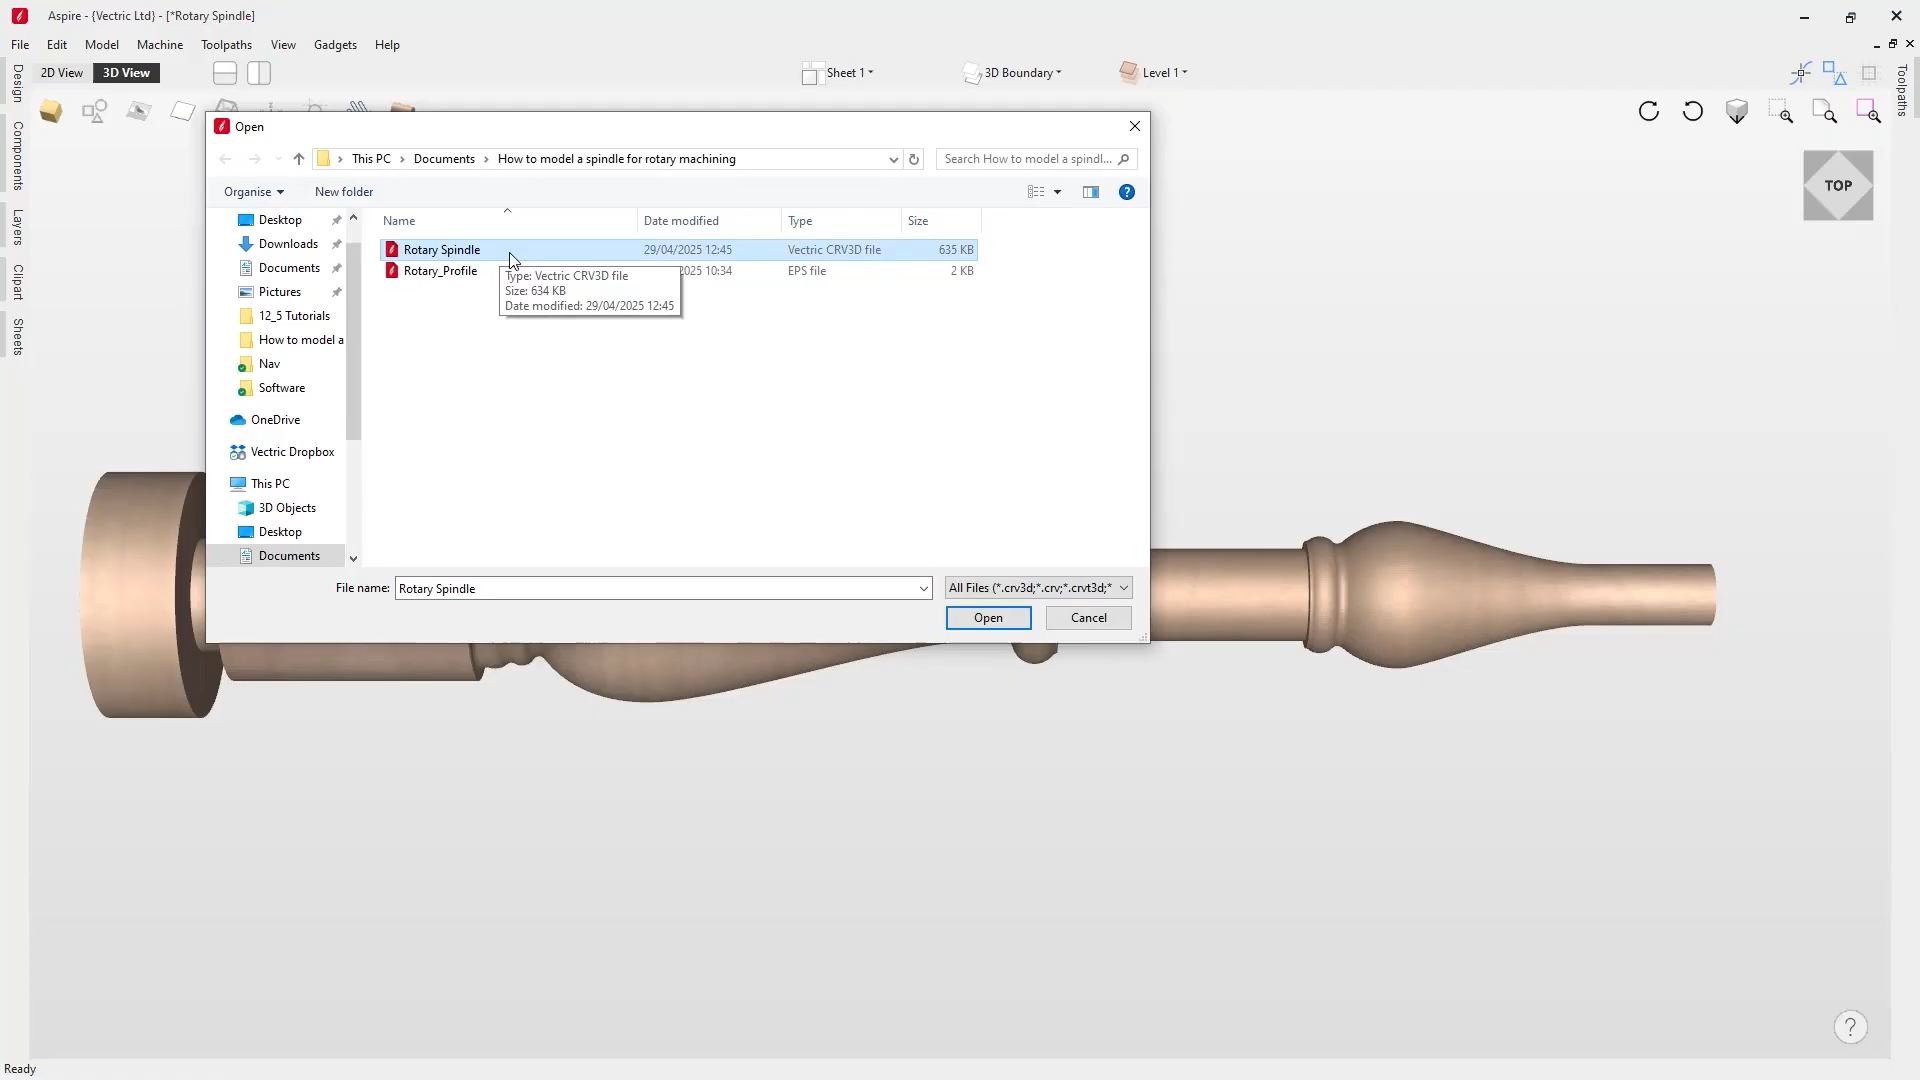 Aspire - {Vectric Ltd} - [*Rotary Spindle]
File Edit Model Machine Toolpaths View Gadgets Help
2D View 3D View Sheet 1 3D Boundary Level 1
Design
Components
Layers
Clipart
Sheets
Toolpaths
TOP
Open
This PC > Documents > How to model a spindle for rotary machining
Search How to model a spindl...
Organise New folder
Name Date modified Type Size
Rotary Spindle 29/04/2025 12:45 Vectric CRV3D file 635 KB
Rotary_Profile 2025 10:34 EPS file 2 KB
Type: Vectric CRV3D file
Size: 634 KB
Date modified: 29/04/2025 12:45
Desktop
Downloads
Documents
Pictures
12_5 Tutorials
How to model a
Nav
Software
OneDrive
Vectric Dropbox
This PC
3D Objects
Desktop
Documents
File name: Rotary Spindle All Files (*.crv3d;*.crv;*.crvt3d;*
Open Cancel
?
Ready